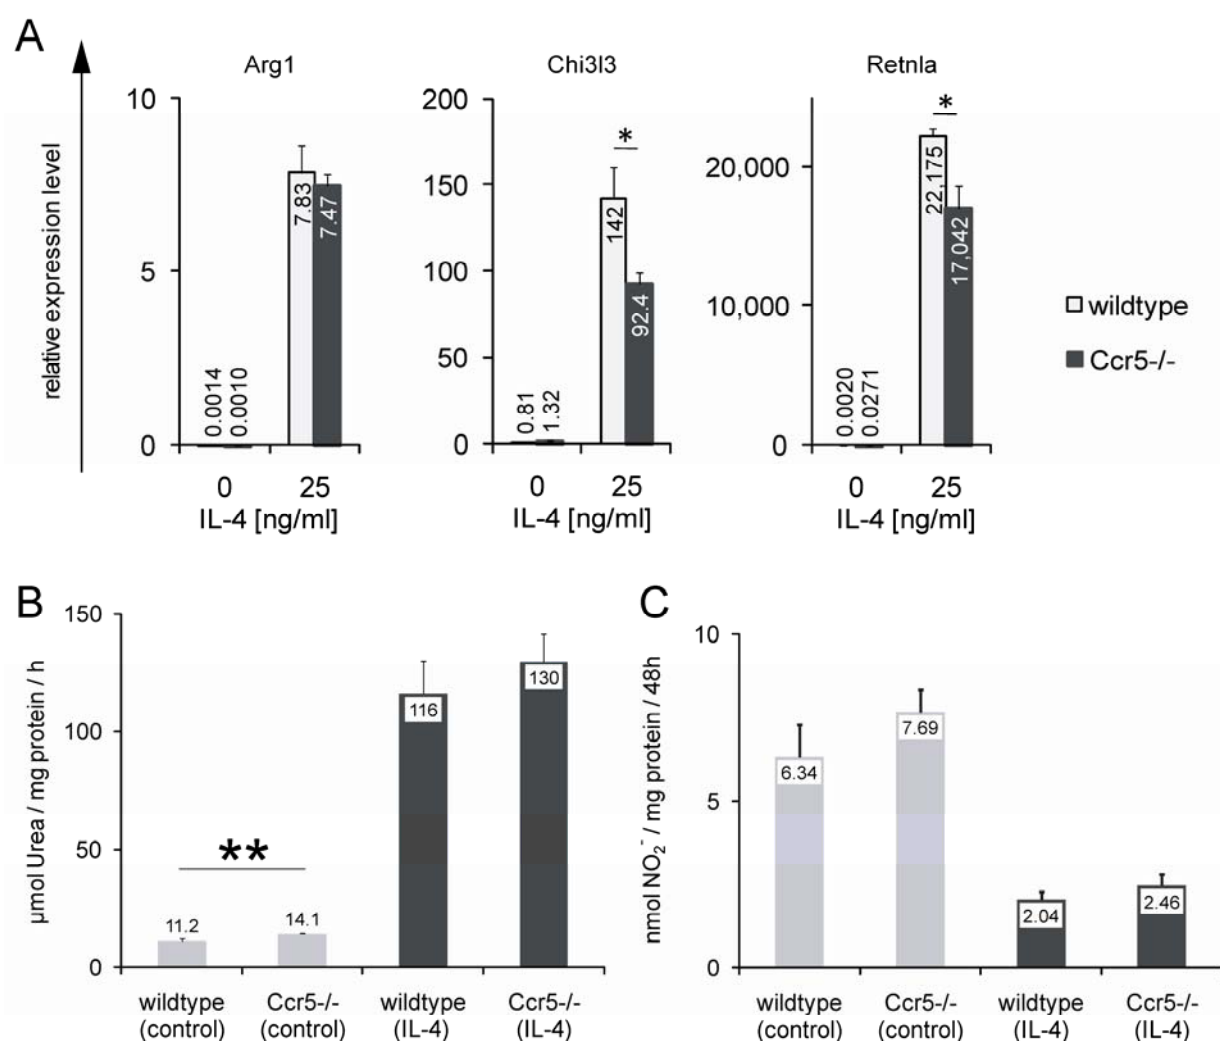 A
Arg1
Chi3l3
Retnla
relative expression level
10
5
0
0.0014
0.0010
7.83
7.47
0
25
IL-4 [ng/ml]
200
150
100
50
0
0.81
1.32
142
92.4
*
0
25
IL-4 [ng/ml]
20,000
10,000
0
0.0020
0.0271
22,175
17,042
*
0
25
IL-4 [ng/ml]
wildtype
Ccr5-/-
B
µmol Urea / mg protein / h
150
100
50
0
11.2
14.1
**
116
130
wildtype
(control)
Ccr5-/-
(control)
wildtype
(IL-4)
Ccr5-/-
(IL-4)
C
nmol NO₂⁻ / mg protein / 48h
10
5
0
6.34
7.69
2.04
2.46
wildtype
(control)
Ccr5-/-
(control)
wildtype
(IL-4)
Ccr5-/-
(IL-4)